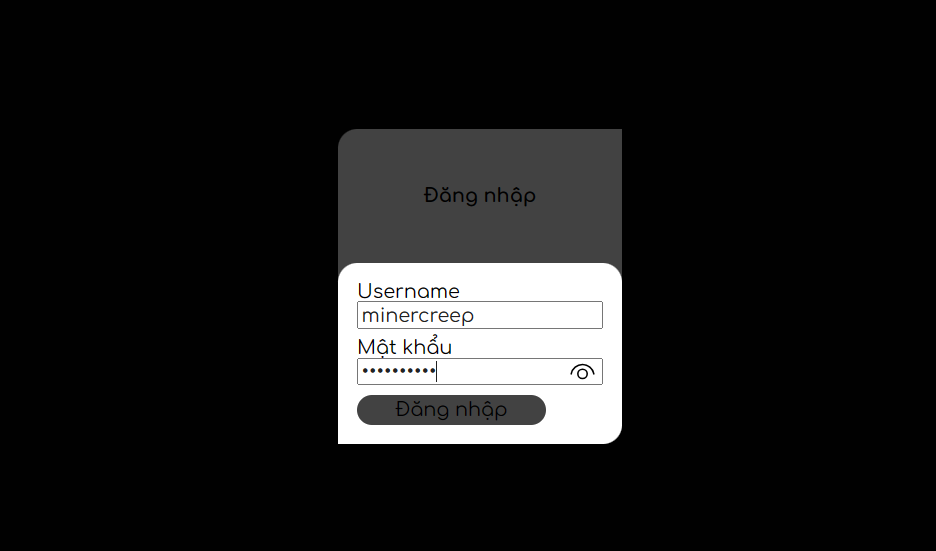 Đăng nhập
Username
minercreep
Mật khẩu
••••••••••
Đăng nhập